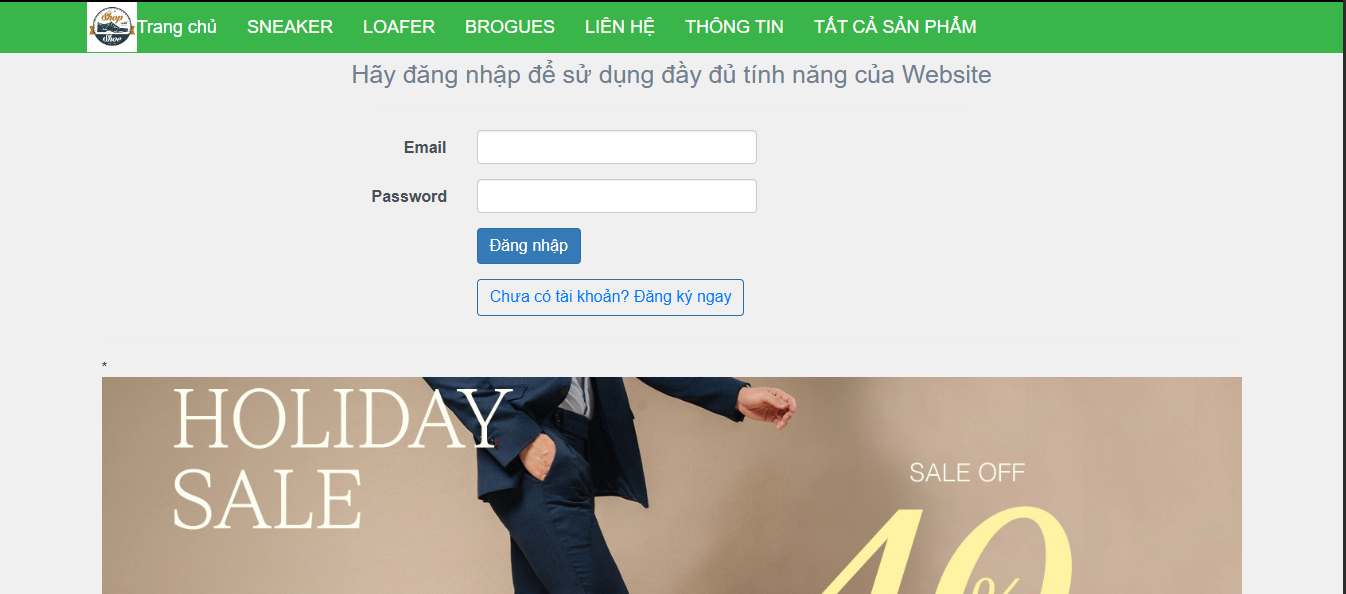 Shop
Shoe
Trang chủ SNEAKER LOAFER BROGUES LIÊN HỆ THÔNG TIN TẤT CẢ SẢN PHẨM
Hãy đăng nhập để sử dụng đầy đủ tính năng của Website
Email
Password
Đăng nhập
Chưa có tài khoản? Đăng ký ngay
*
HOLIDAY
SALE
SALE OFF
40%